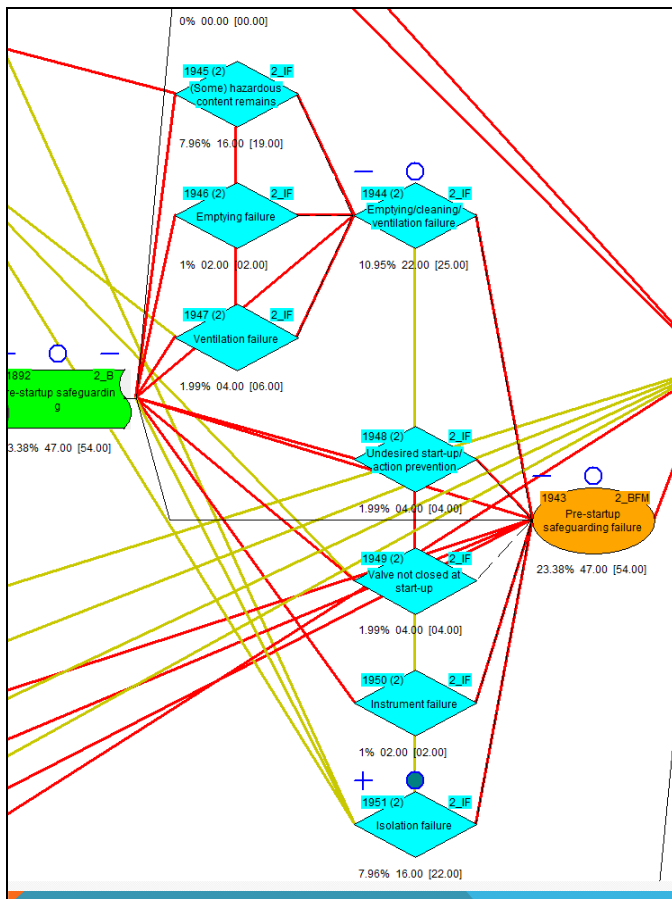 0% 00.00 [00.00]
1945 (2) 2_IF
(Some) hazardous
content remains
7.96% 16.00 [19.00]
1946 (2) 2_IF
Emptying failure
1% 02.00 [02.00]
1944 (2) 2_IF
Emptying/cleaning/
ventilation failure
10.95% 22.00 [25.00]
1947 (2) 2_IF
Ventilation failure
1.99% 04.00 [06.00]
1892 2_B
re-startup safeguardin
g
3.38% 47.00 [54.00]
1948 (2) 2_IF
Undesired start-up/
action prevention
1.99% 04.00 [04.00]
1943 2_BFM
Pre-startup
safeguarding failure
23.38% 47.00 [54.00]
1949 (2) 2_IF
Valve not closed at
start-up
1.99% 04.00 [04.00]
1950 (2) 2_IF
Instrument failure
1% 02.00 [02.00]
1951 (2) 2_IF
Isolation failure
7.96% 16.00 [22.00]